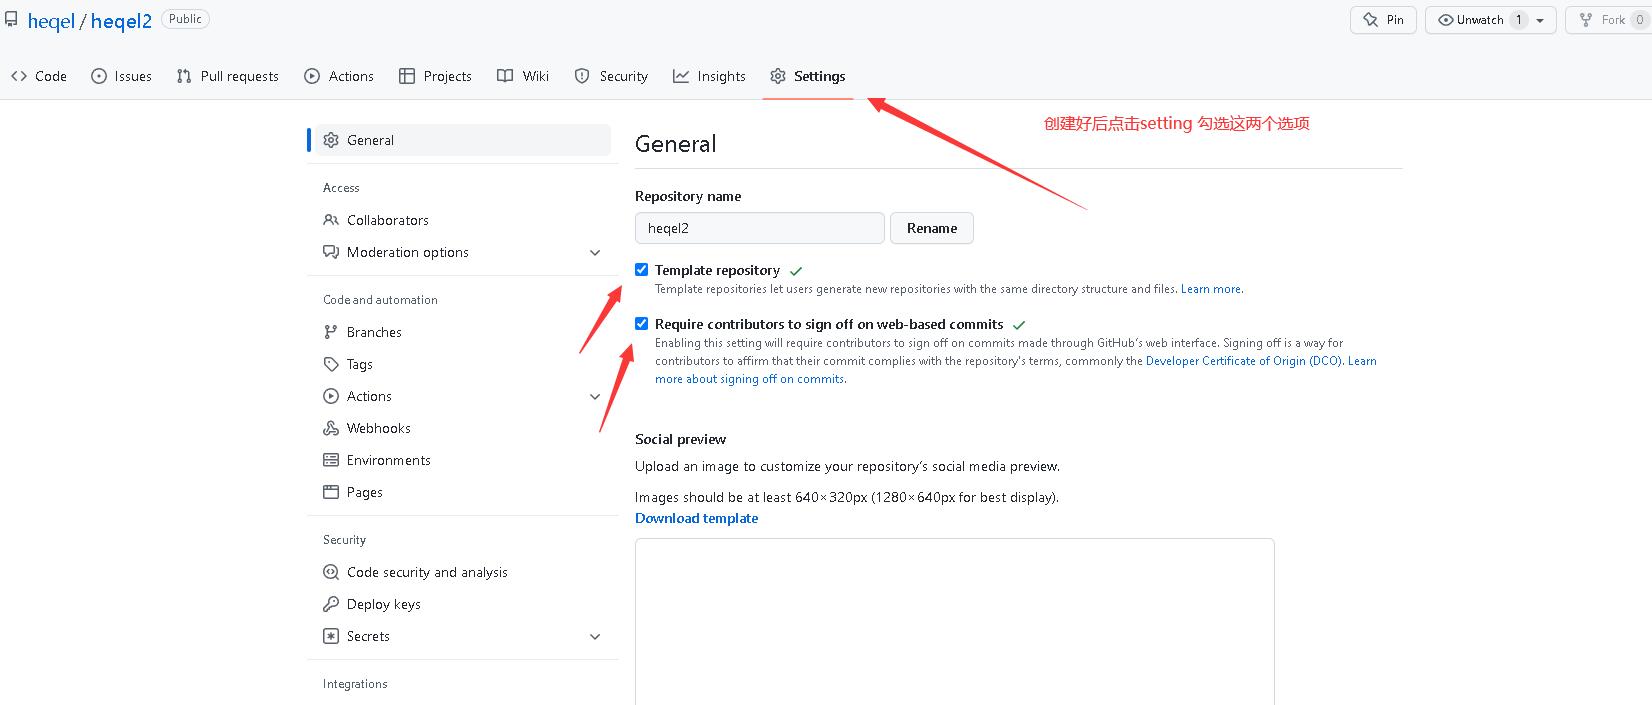 heqel / heqel2 Public
Pin
Unwatch 1
Fork 0
Code
Issues
Pull requests
Actions
Projects
Wiki
Security
Insights
Settings
创建好后点击setting 勾选这两个选项
General
Access
Collaborators
Moderation options
Code and automation
Branches
Tags
Actions
Webhooks
Environments
Pages
Security
Code security and analysis
Deploy keys
Secrets
Integrations
General
Repository name
heqel2
Rename
Template repository
Template repositories let users generate new repositories with the same directory structure and files. Learn more.
Require contributors to sign off on web-based commits
Enabling this setting will require contributors to sign off on commits made through GitHub's web interface. Signing off is a way for
contributors to affirm that their commit complies with the repository's terms, commonly the Developer Certificate of Origin (DCO). Learn
more about signing off on commits.
Social preview
Upload an image to customize your repository's social media preview.
Images should be at least 640×320px (1280×640px for best display).
Download template